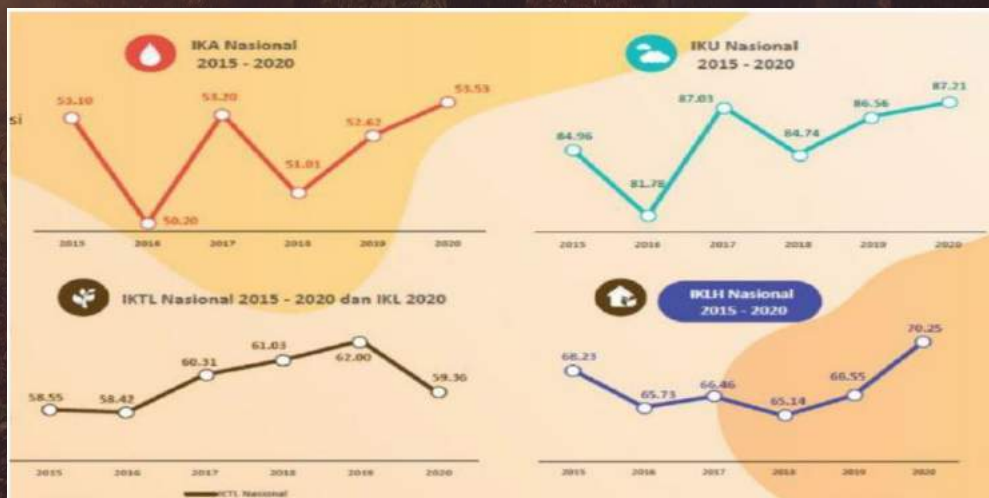 IKA Nasional
2015 - 2020
53.10
50.20
53.20
51.01
52.62
53.53
2015 2016 2017 2018 2019 2020
si
IKU Nasional
2015 - 2020
84.96
81.78
87.03
84.74
86.56
87.21
2015 2016 2017 2018 2019 2020
IKTL Nasional 2015 - 2020 dan IKL 2020
58.55
58.42
60.31
61.03
62.00
59.36
2015 2016 2017 2018 2019 2020
IKTL Nasional
IKLH Nasional
2015 - 2020
68.23
65.73
66.46
65.14
66.55
70.25
2015 2016 2017 2018 2019 2020